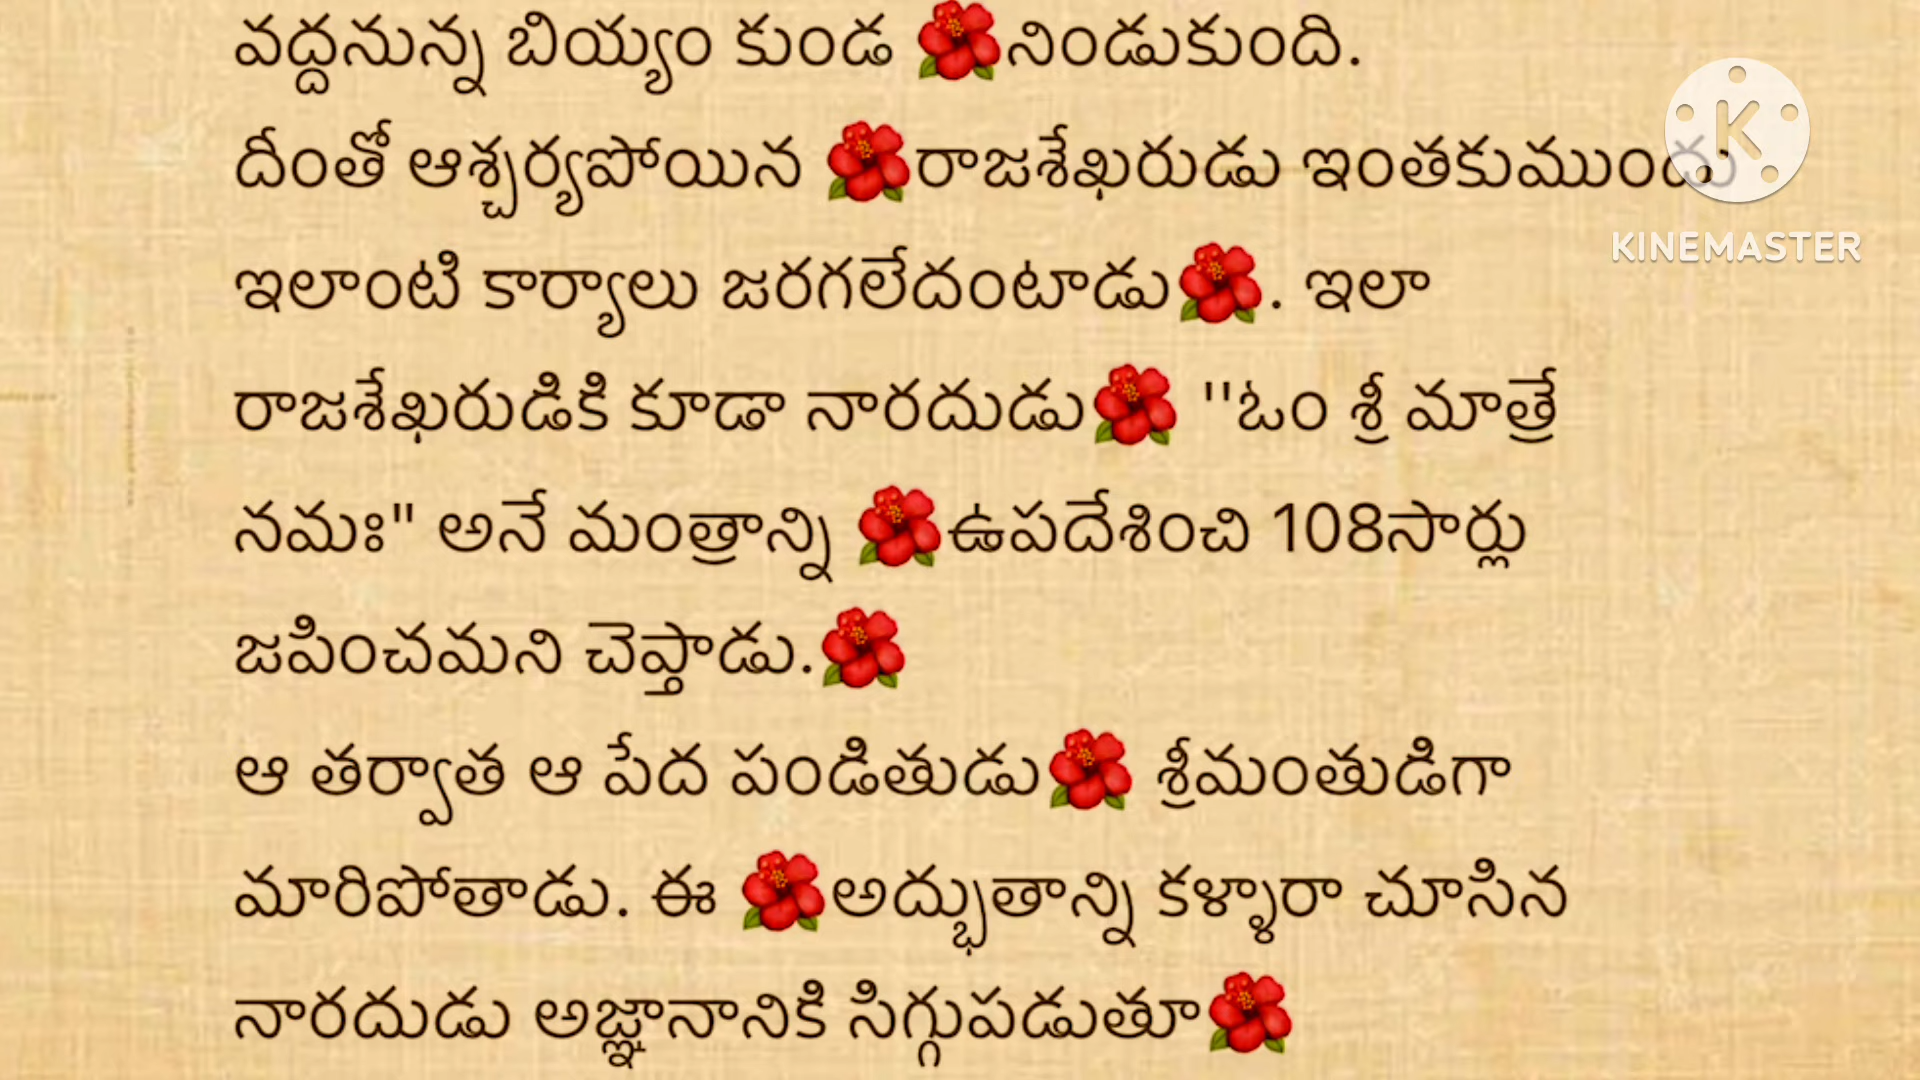 వద్దనున్న బియ్యం కుండ 🌺నిండుకుంది.
దీంతో ఆశ్చర్యపోయిన 🌺రాజశేఖరుడు ఇంతకుముందు
ఇలాంటి కార్యాలు జరగలేదంటాడు🌺. ఇలా
రాజశేఖరుడికి కూడా నారదుడు🌺 ''ఓం శ్రీ మాత్రే
నమః" అనే మంత్రాన్ని 🌺ఉపదేశించి 108సార్లు
జపించమని చెప్తాడు.🌺
ఆ తర్వాత ఆ పేద పండితుడు🌺 శ్రీమంతుడిగా
మారిపోతాడు. ఈ 🌺అద్భుతాన్ని కళ్ళారా చూసిన
నారదుడు అజ్ఞానానికి సిగ్గుపడుతూ🌺
K
KINEMASTER